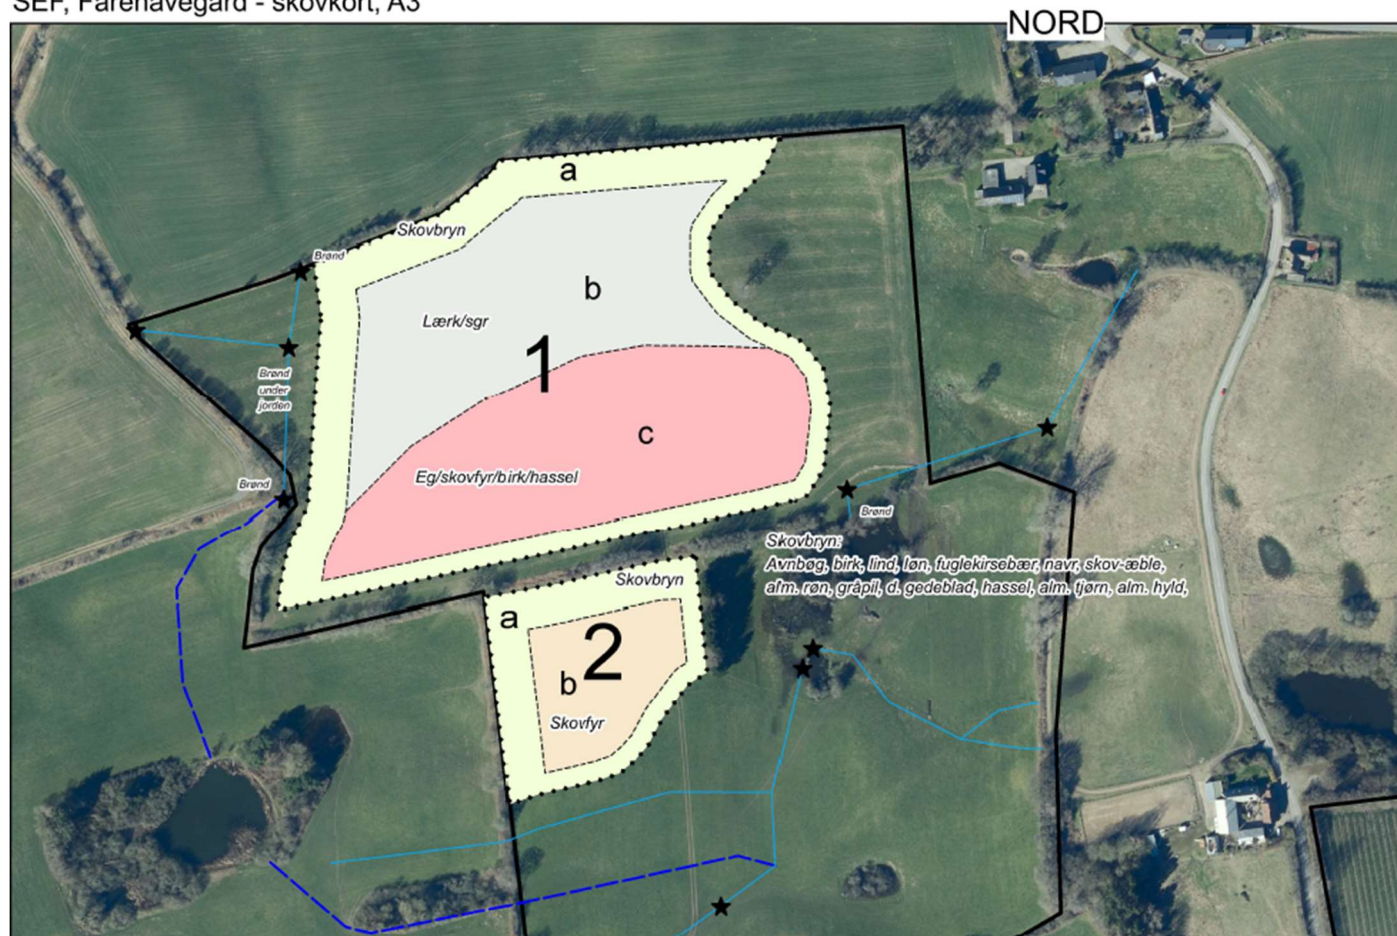 SEF, Farehavegård - skovkort, A3
NORD
a
Skovbryn
Brønd
b
Lærk/sgr
1
Brønd
under
jorden
c
Eg/skovfyr/birk/hassel
Brønd
Brønd
Skovbryn:
Avnbøg, birk, lind, løn, fuglekirsebær, navr, skov-æble,
alm. røn, gråpil, d. gedeblad, hassel, alm. tjørn, alm. hyld,
Skovbryn
a
2
b
Skovfyr